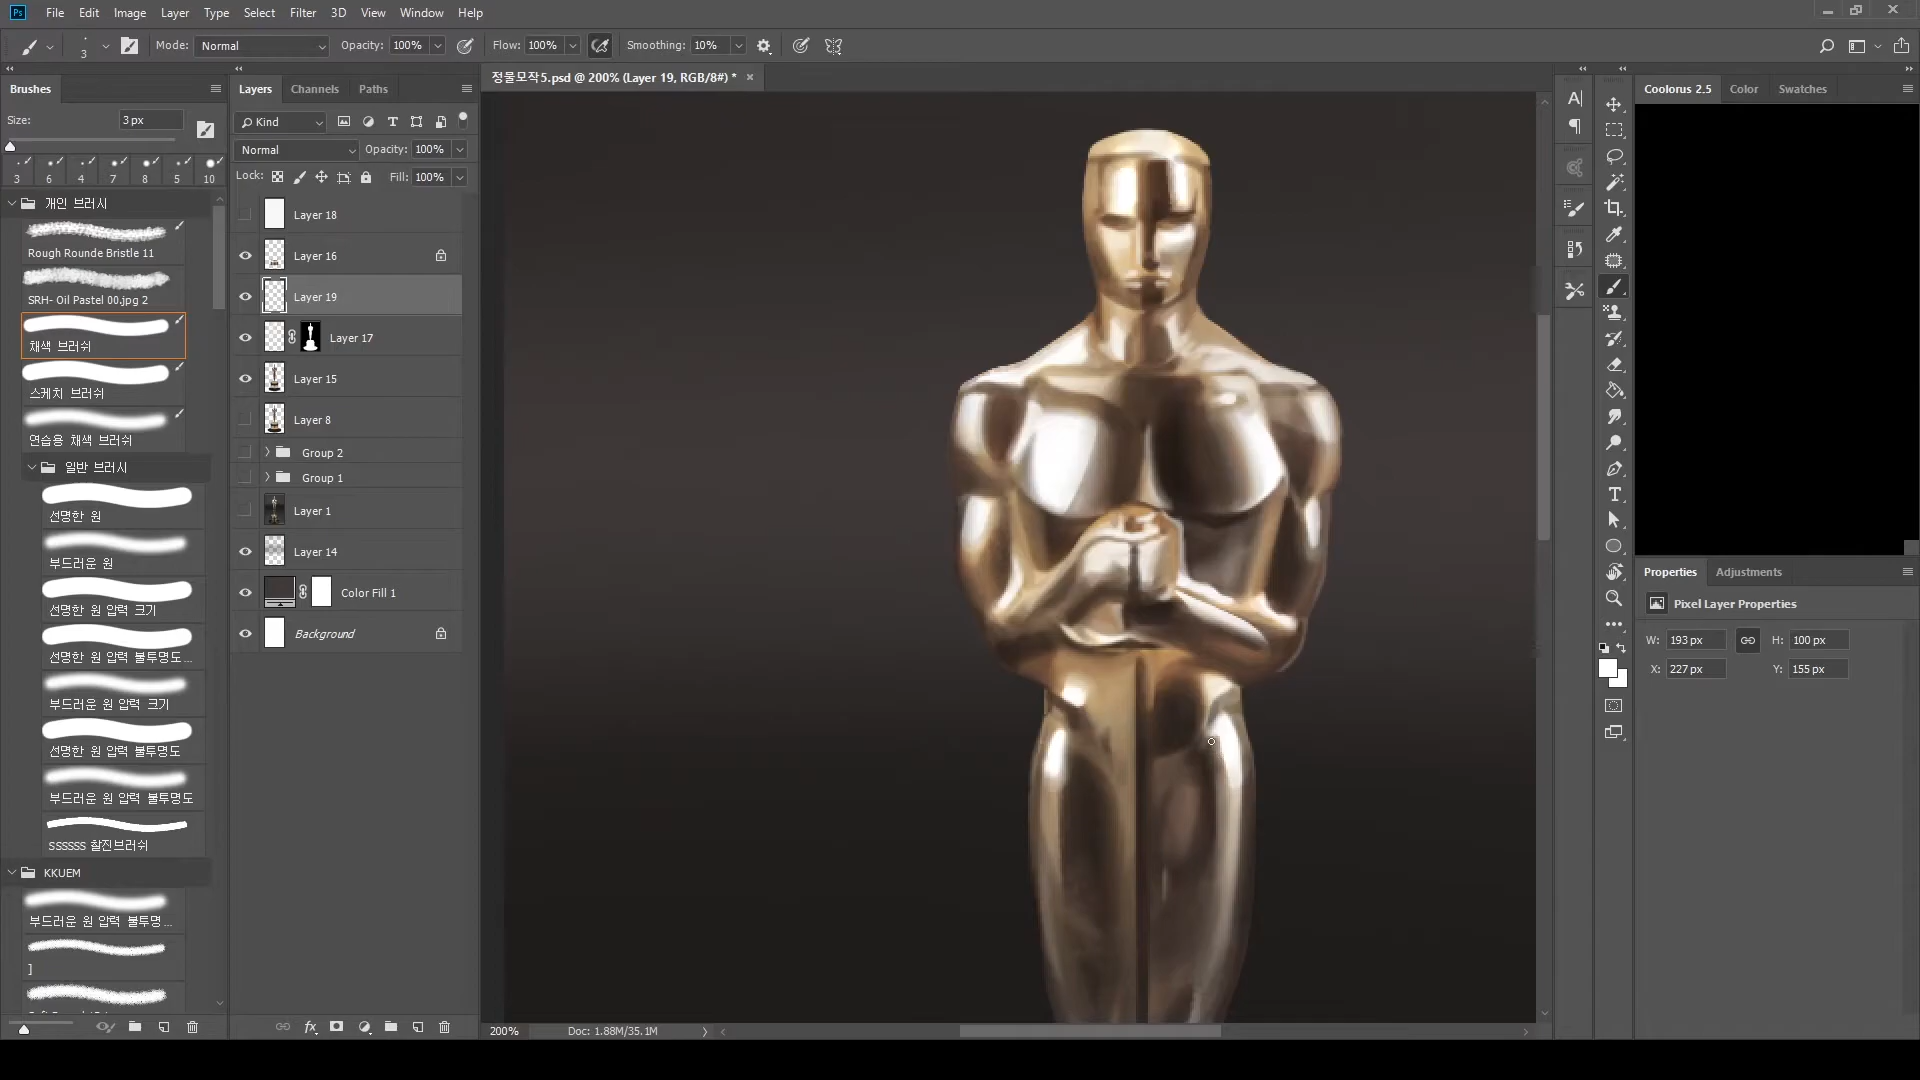 Ps File Edit Image Layer Type Select Filter 3D View Window Help
3 Mode: Normal Opacity: 100% Flow: 100% Smoothing: 10%
Brushes
Size: 3 px
3 6 4 7 8 5 10
개인 브러시
Rough Rounde Bristle 11
SRH- Oil Pastel 00.jpg 2
채색 브러쉬
스케치 브러쉬
연습용 채색 브러쉬
일반 브러시
선명한 원
부드러운 원
선명한 원 압력 크기
선명한 원 압력 불투명도...
부드러운 원 압력 크기
선명한 원 압력 불투명도
부드러운 원 압력 불투명도
ssssss 찰진브러쉬
KKUEM
부드러운 원 압력 불투명...
]
Layers Channels Paths
Kind
Normal Opacity: 100%
Lock: Fill: 100%
Layer 18
Layer 16
Layer 19
Layer 17
Layer 15
Layer 8
Group 2
Group 1
Layer 1
Layer 14
Color Fill 1
Background
fx
정물모작5.psd @ 200% (Layer 19, RGB/8#) *
200% Doc: 1.88M/35.1M
Coolorus 2.5 Color Swatches
Properties Adjustments
Pixel Layer Properties
W: 193 px H: 100 px
X: 227 px Y: 155 px